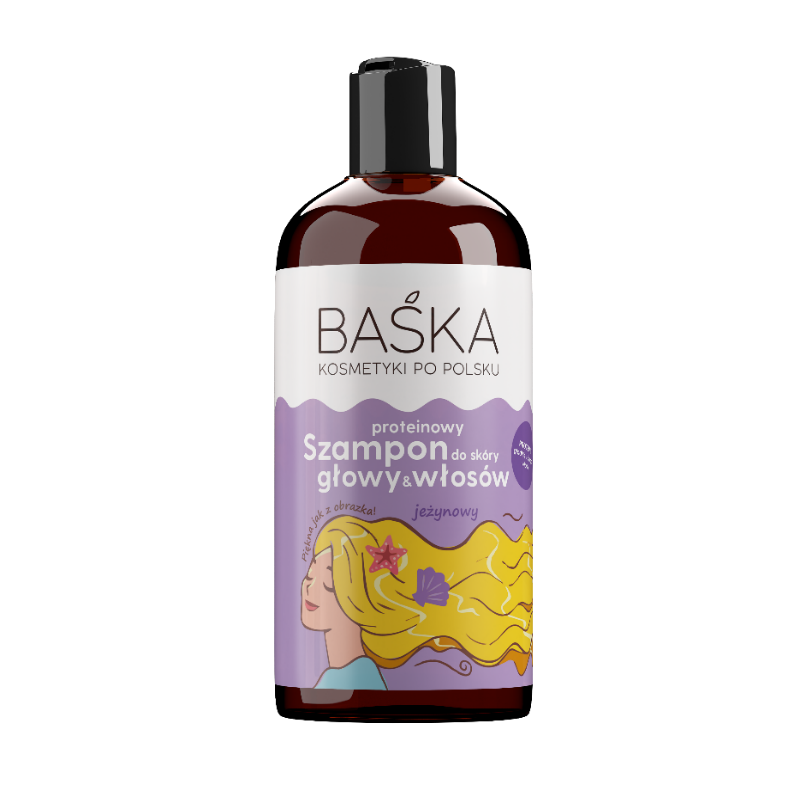 BAŚKA
KOSMETYKI PO POLSKU
proteinowy
Szampon do skóry
głowy & włosów
jeżynowy
Piękna jak z obrazka!